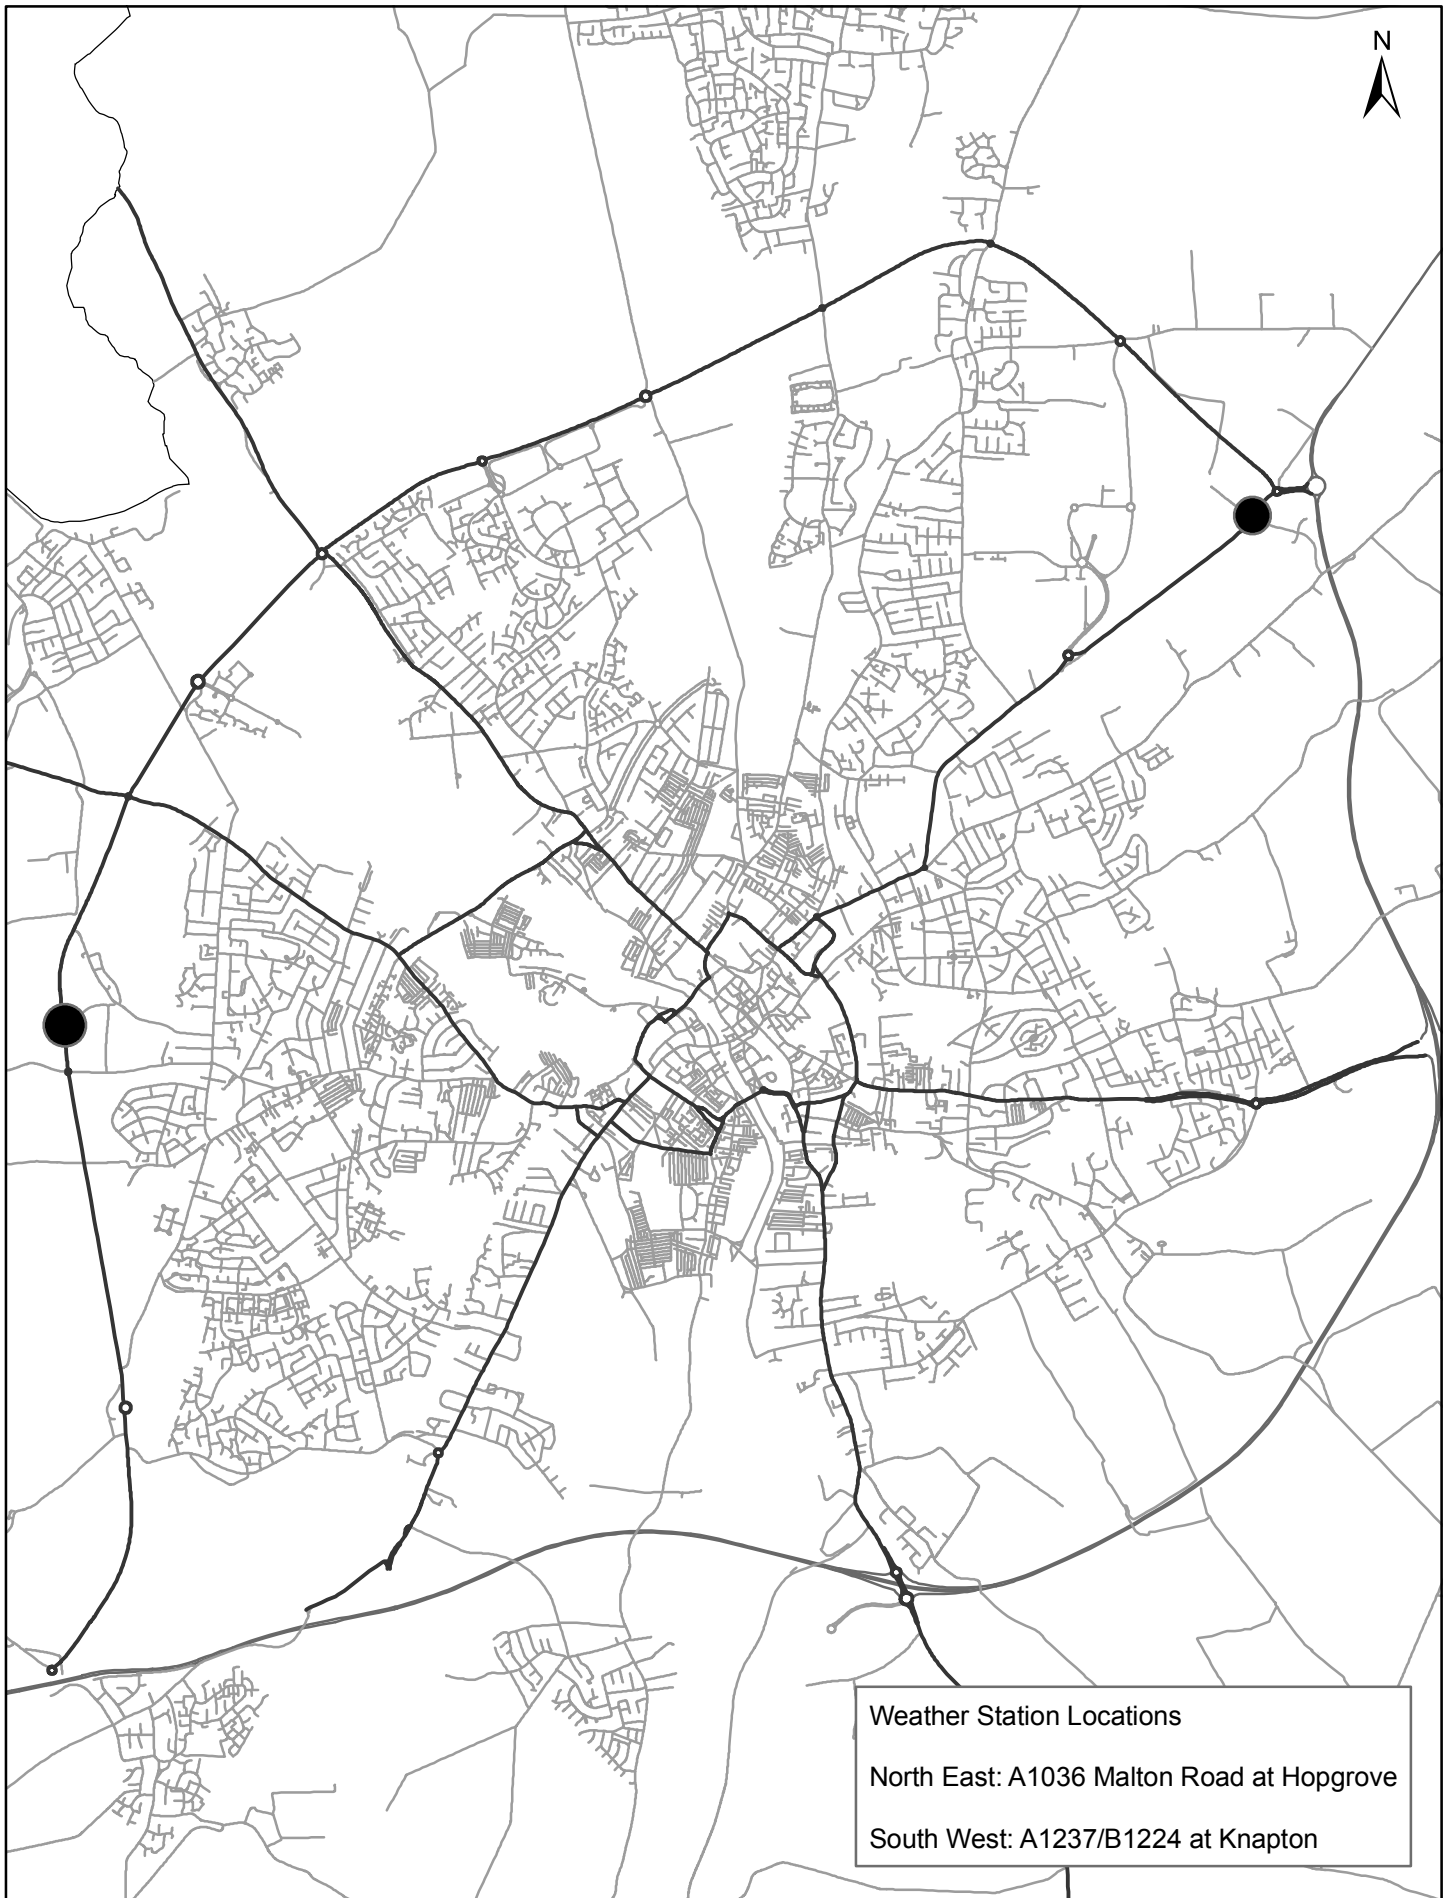 N
Weather Station Locations
North East: A1036 Malton Road at Hopgrove
South West: A1237/B1224 at Knapton